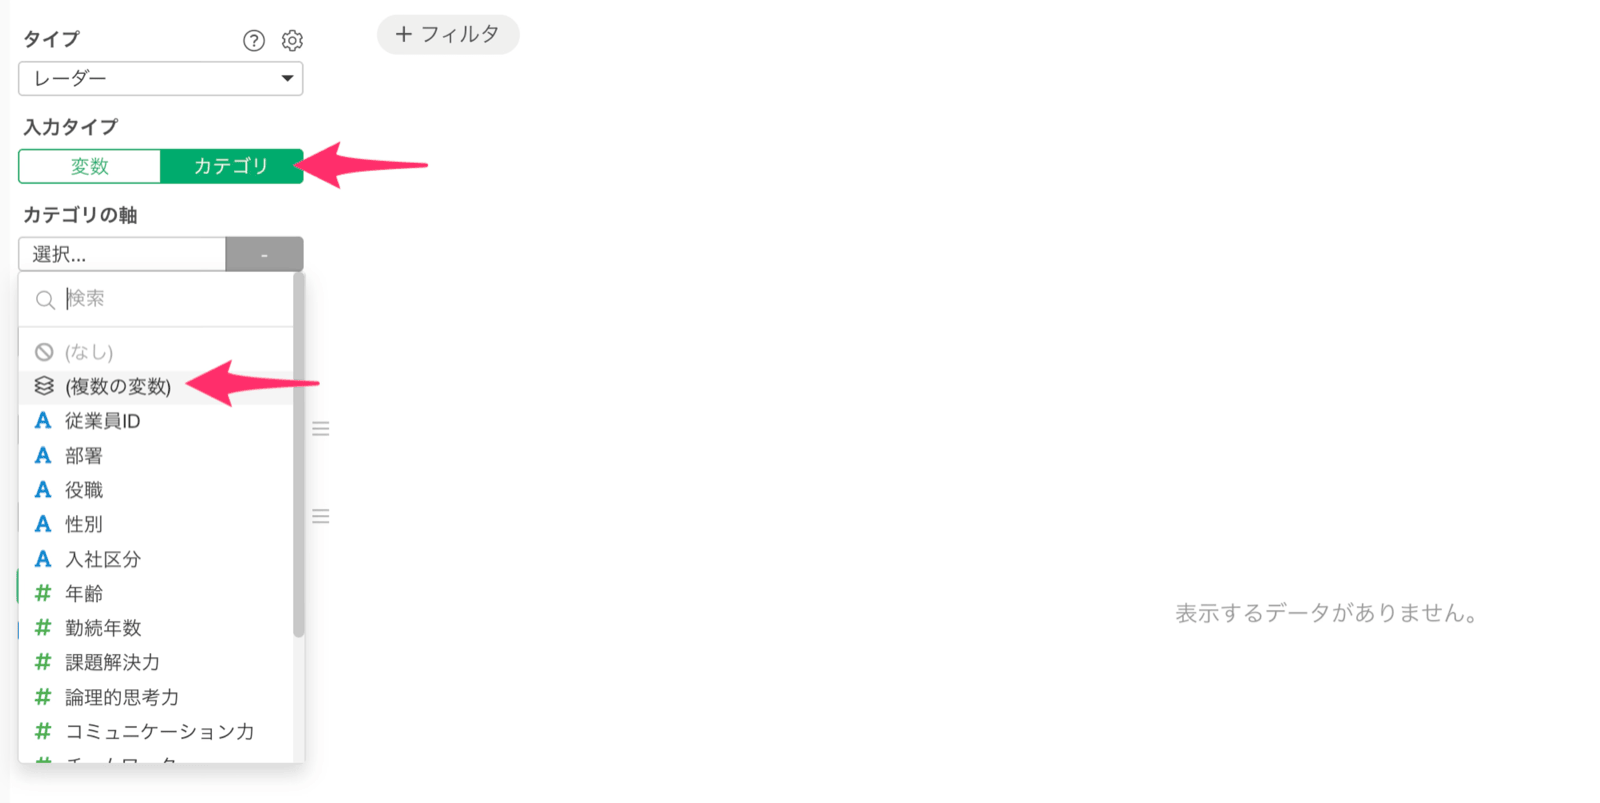 タイプ
レーダー
入力タイプ
変数 カテゴリ
カテゴリの軸
選択... -
検索
(なし)
(複数の変数)
A 従業員ID
A 部署
A 役職
A 性別
A 入社区分
# 年齢
# 勤続年数
# 課題解決力
# 論理的思考力
# コミュニケーション力
+ フィルタ
表示するデータがありません。